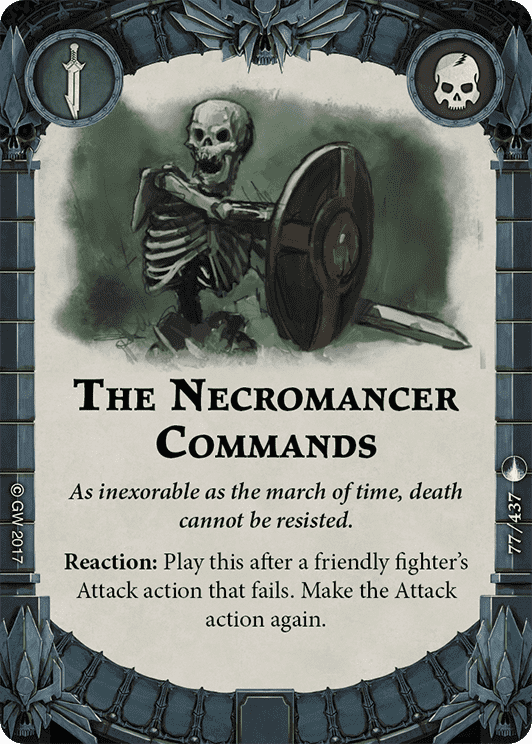 THE NECROMANCER
COMMANDS
As inexorable as the march of time, death
cannot be resisted.
Reaction: Play this after a friendly fighter's
Attack action that fails. Make the Attack
action again.
© GW 2017
77/437